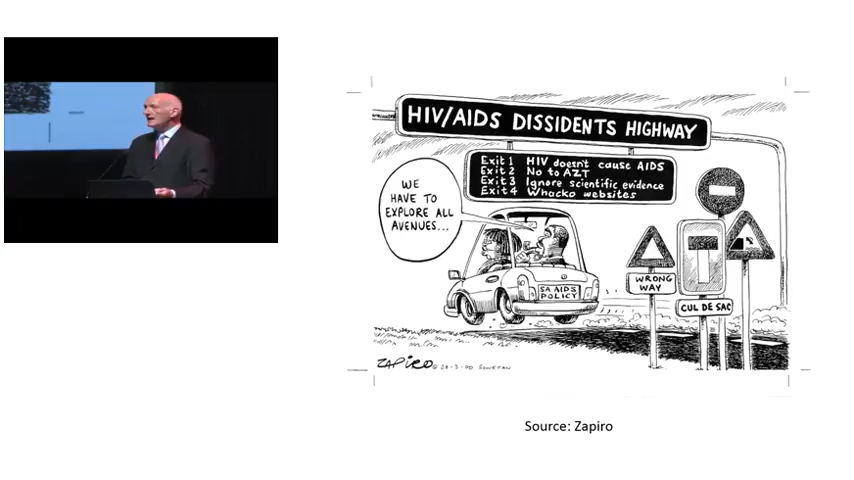 HIV/AIDS DISSIDENTS HIGHWAY
Exit 1 HIV doesn't cause AIDS
Exit 2 No to AZT
Exit 3 Ignore scientific evidence
Exit 4 Whacko websites
WE
HAVE TO
EXPLORE ALL
AVENUES...
SA AIDS
POLICY
WRONG
WAY
CUL DE SAC
ZAPIRO
SOWETAN
Source: Zapiro